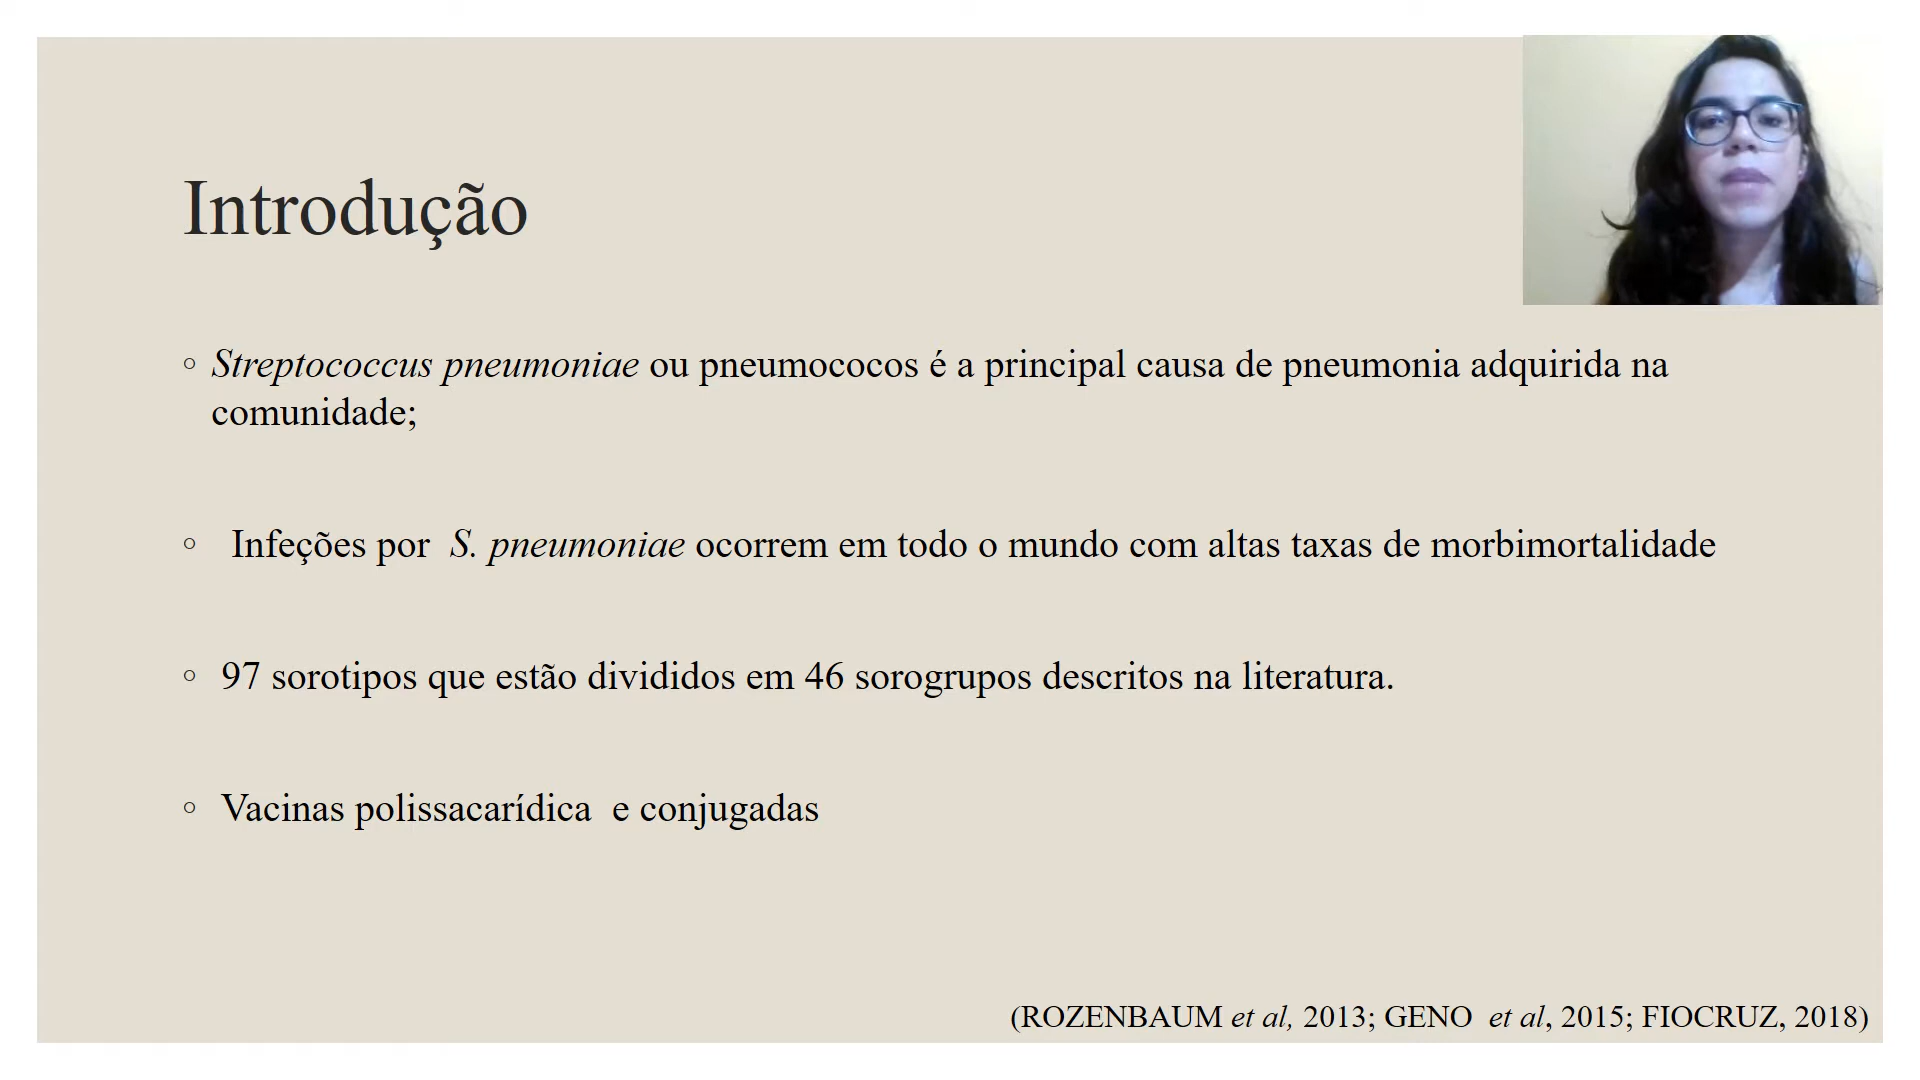 Introdução
◦ Streptococcus pneumoniae ou pneumococos é a principal causa de pneumonia adquirida na
comunidade;
◦ Infeções por S. pneumoniae ocorrem em todo o mundo com altas taxas de morbimortalidade
◦ 97 sorotipos que estão divididos em 46 sorogrupos descritos na literatura.
◦ Vacinas polissacarídica e conjugadas
(ROZENBAUM et al, 2013; GENO et al, 2015; FIOCRUZ, 2018)